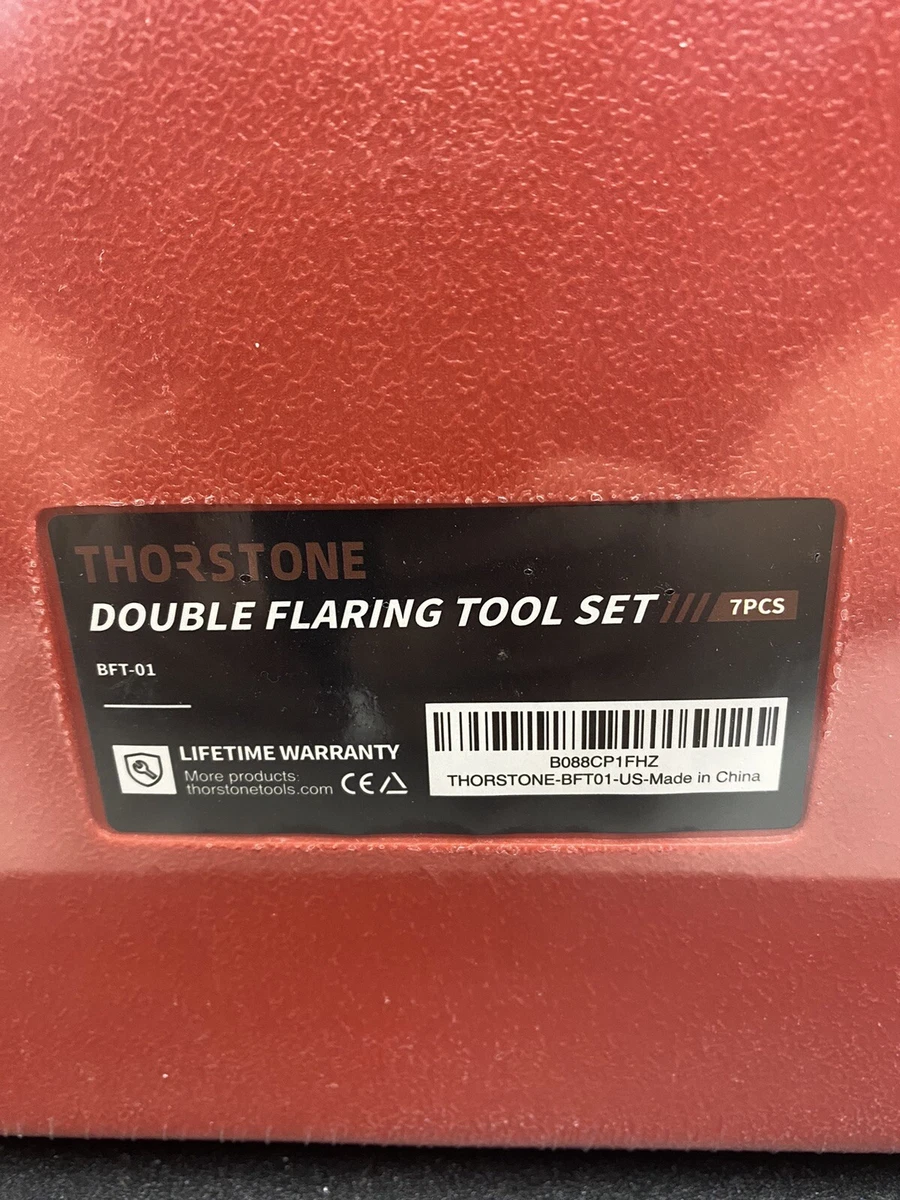 THORSTONE
DOUBLE FLARING TOOL SET 7PCS
BFT-01
LIFETIME WARRANTY
More products:
thorstonetools.com CE
B088CP1FHZ
THORSTONE-BFT01-US-Made in China